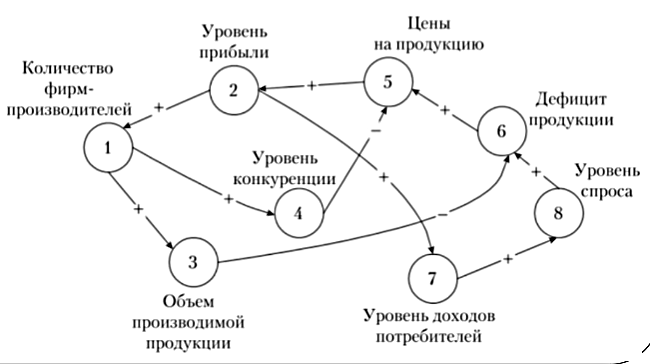 Уровень
прибыли
Цены
на продукцию
Количество
фирм-
производителей
2
+
5
+
Дефицит
продукции
6
+
1
+
−
Уровень
конкуренции
+
+
Уровень
спроса
4
+
8
−
3
+
7
Объем
производимой
продукции
Уровень доходов
потребителей